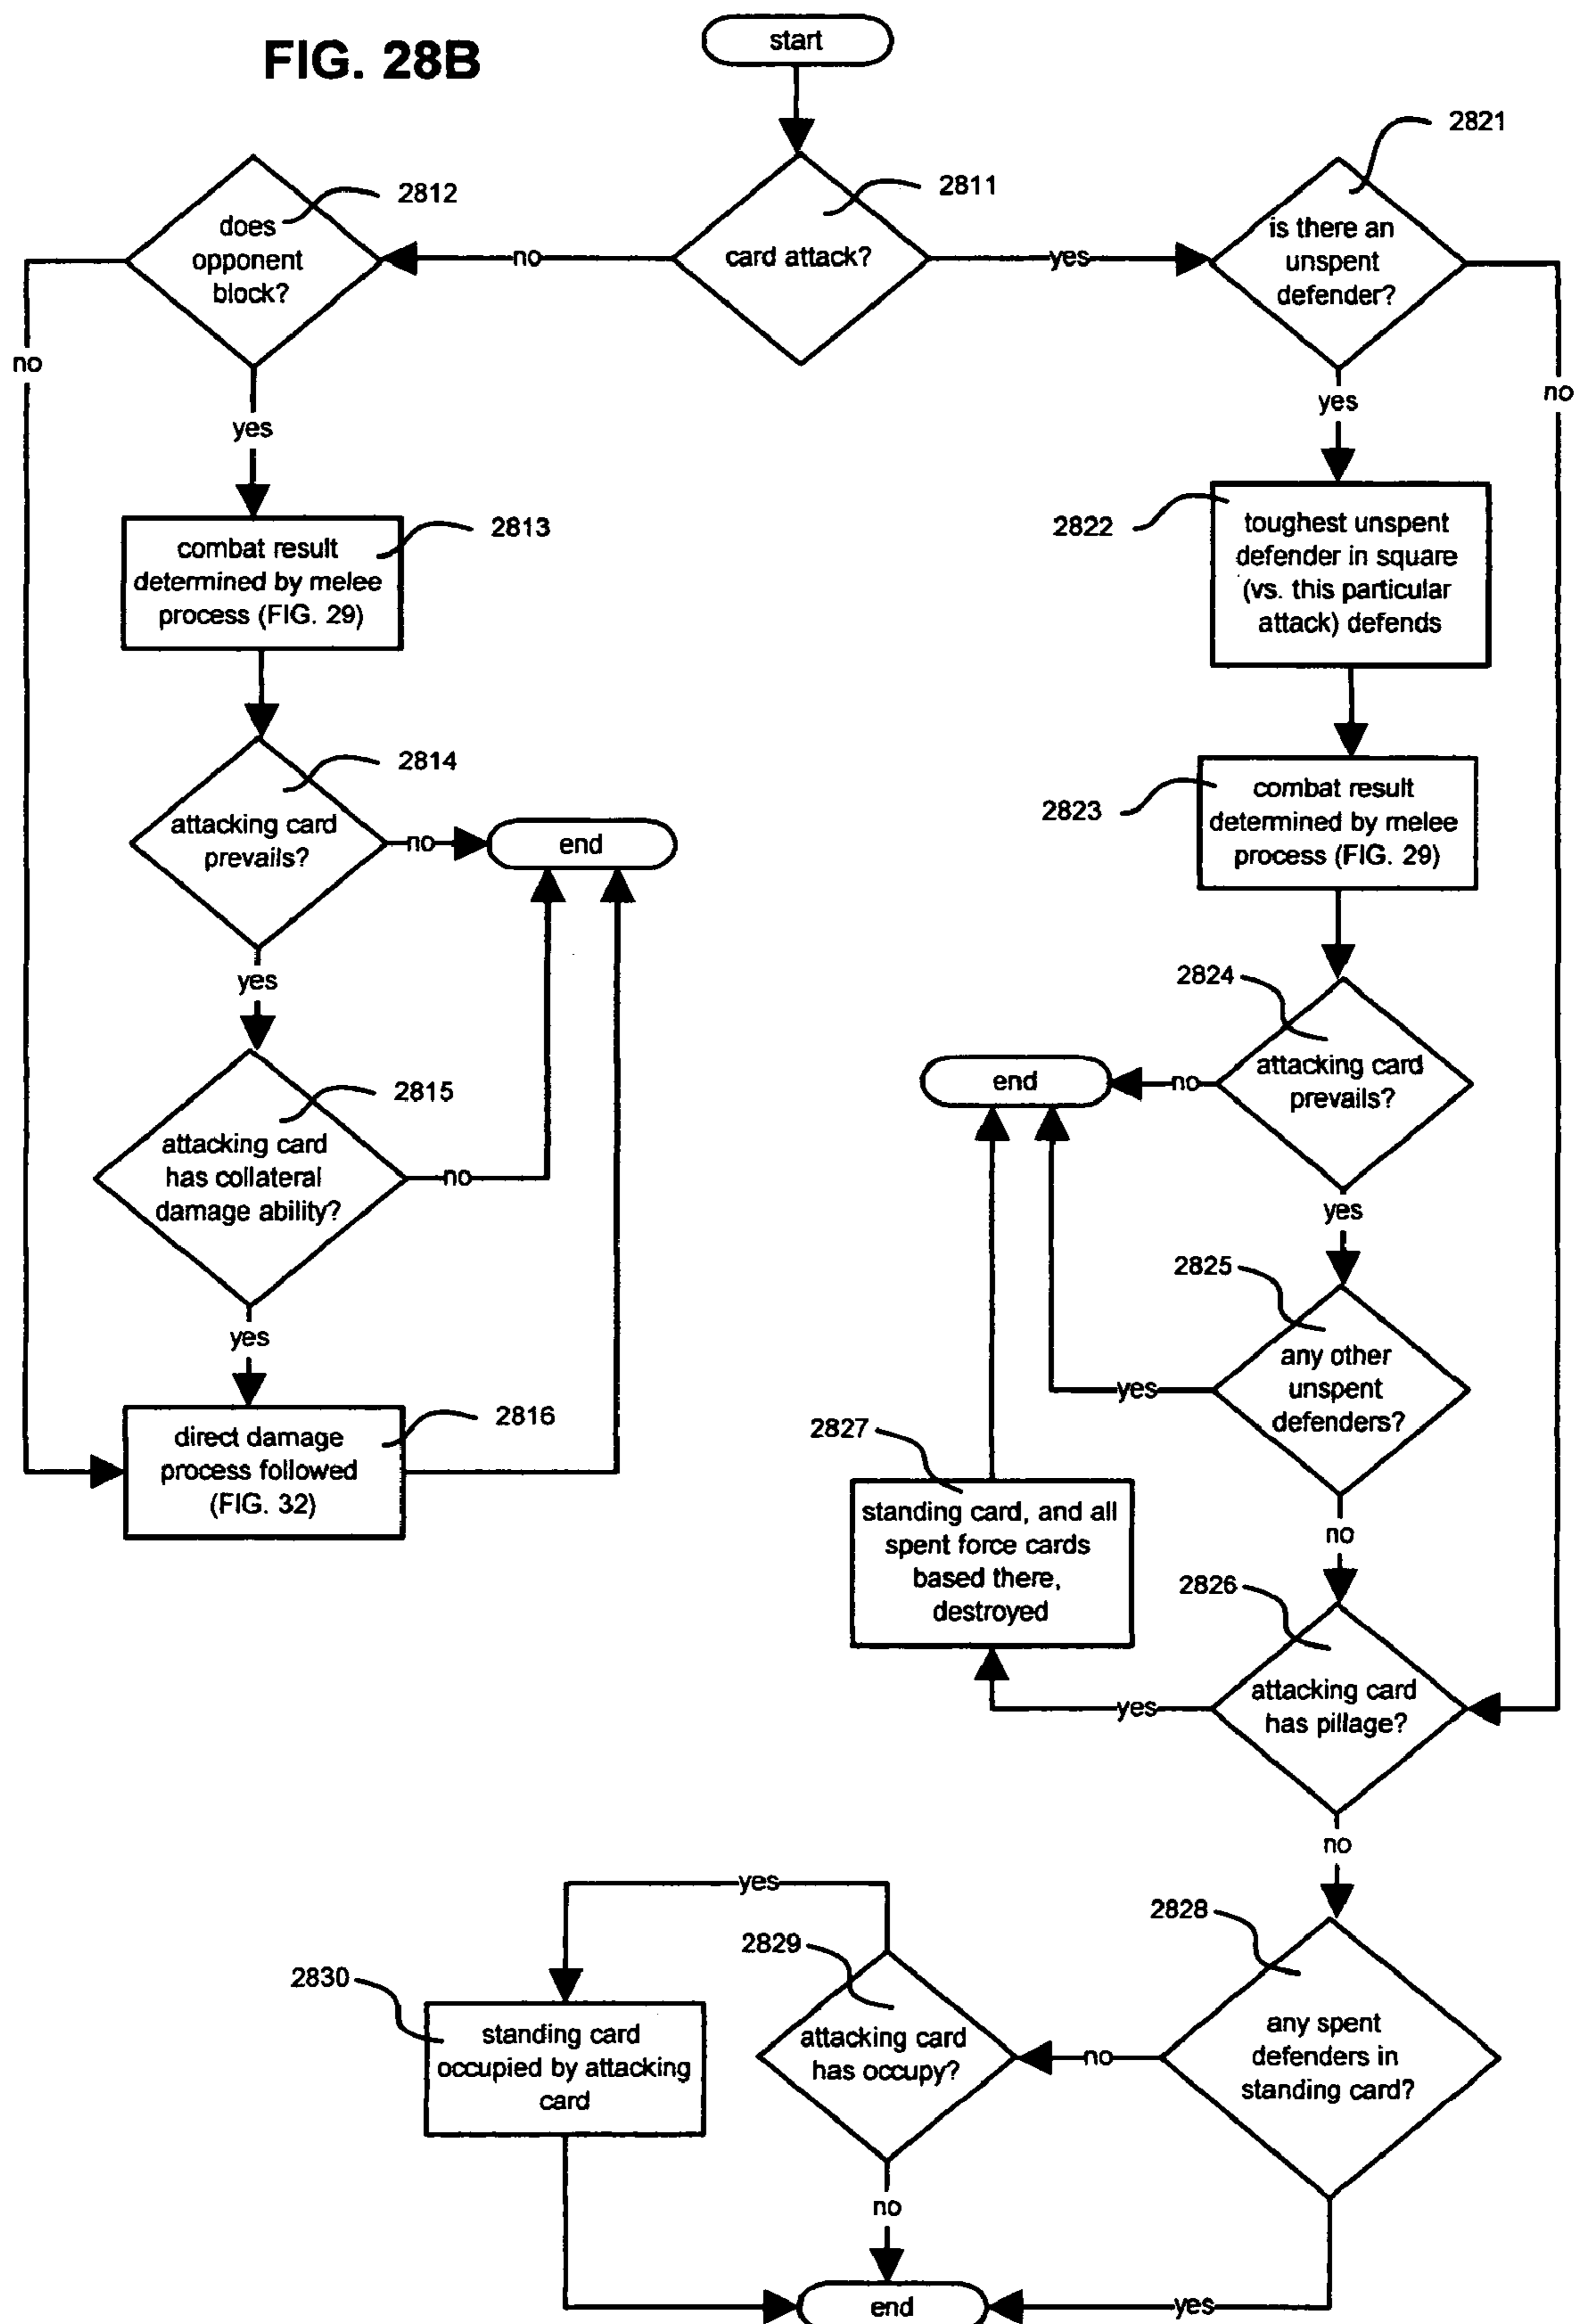 FIG. 28B
start
2821
2812
2811
does
opponent
block?
no
card attack?
yes
is there an
unspent
defender?
no
no
yes
yes
2813
combat result
determined by melee
process (FIG. 29)
2822
toughest unspent
defender in square
(vs. this particular
attack) defends
2814
attacking card
prevails?
no
end
2823
combat result
determined by melee
process (FIG. 29)
yes
2824
attacking card
prevails?
no
end
2815
attacking card
has collateral
damage ability?
no
yes
2825
any other
unspent
defenders?
yes
yes
2816
direct damage
process followed
(FIG. 32)
2827
standing card, and all
spent force cards
based there,
destroyed
no
2826
attacking card
has pillage?
yes
no
yes
2828
2829
2830
standing card
occupied by attacking
card
attacking card
has occupy?
no
any spent
defenders in
standing card?
no
end
yes